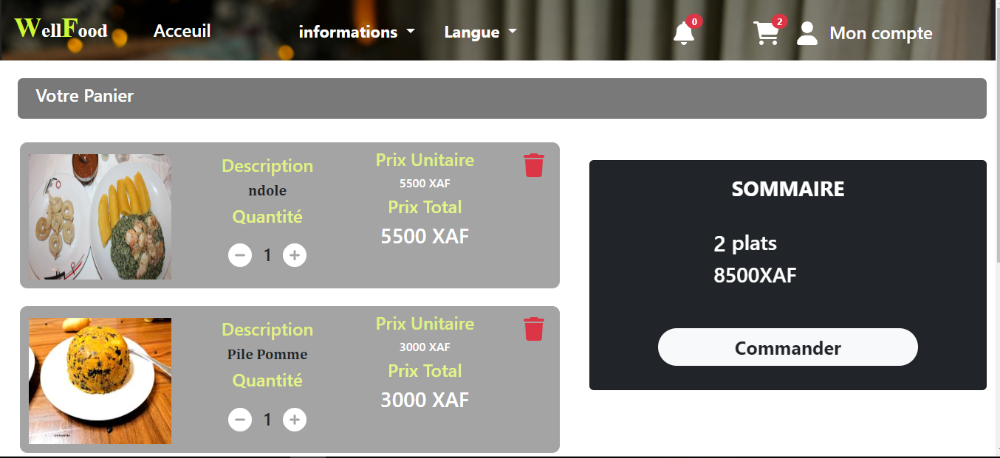 WellFood
Acceuil
informations
Langue
0
2
Mon compte
Votre Panier
Description
ndole
Quantité
1
Prix Unitaire
5500 XAF
Prix Total
5500 XAF
Description
Pile Pomme
Quantité
1
Prix Unitaire
3000 XAF
Prix Total
3000 XAF
SOMMAIRE
2 plats
8500XAF
Commander